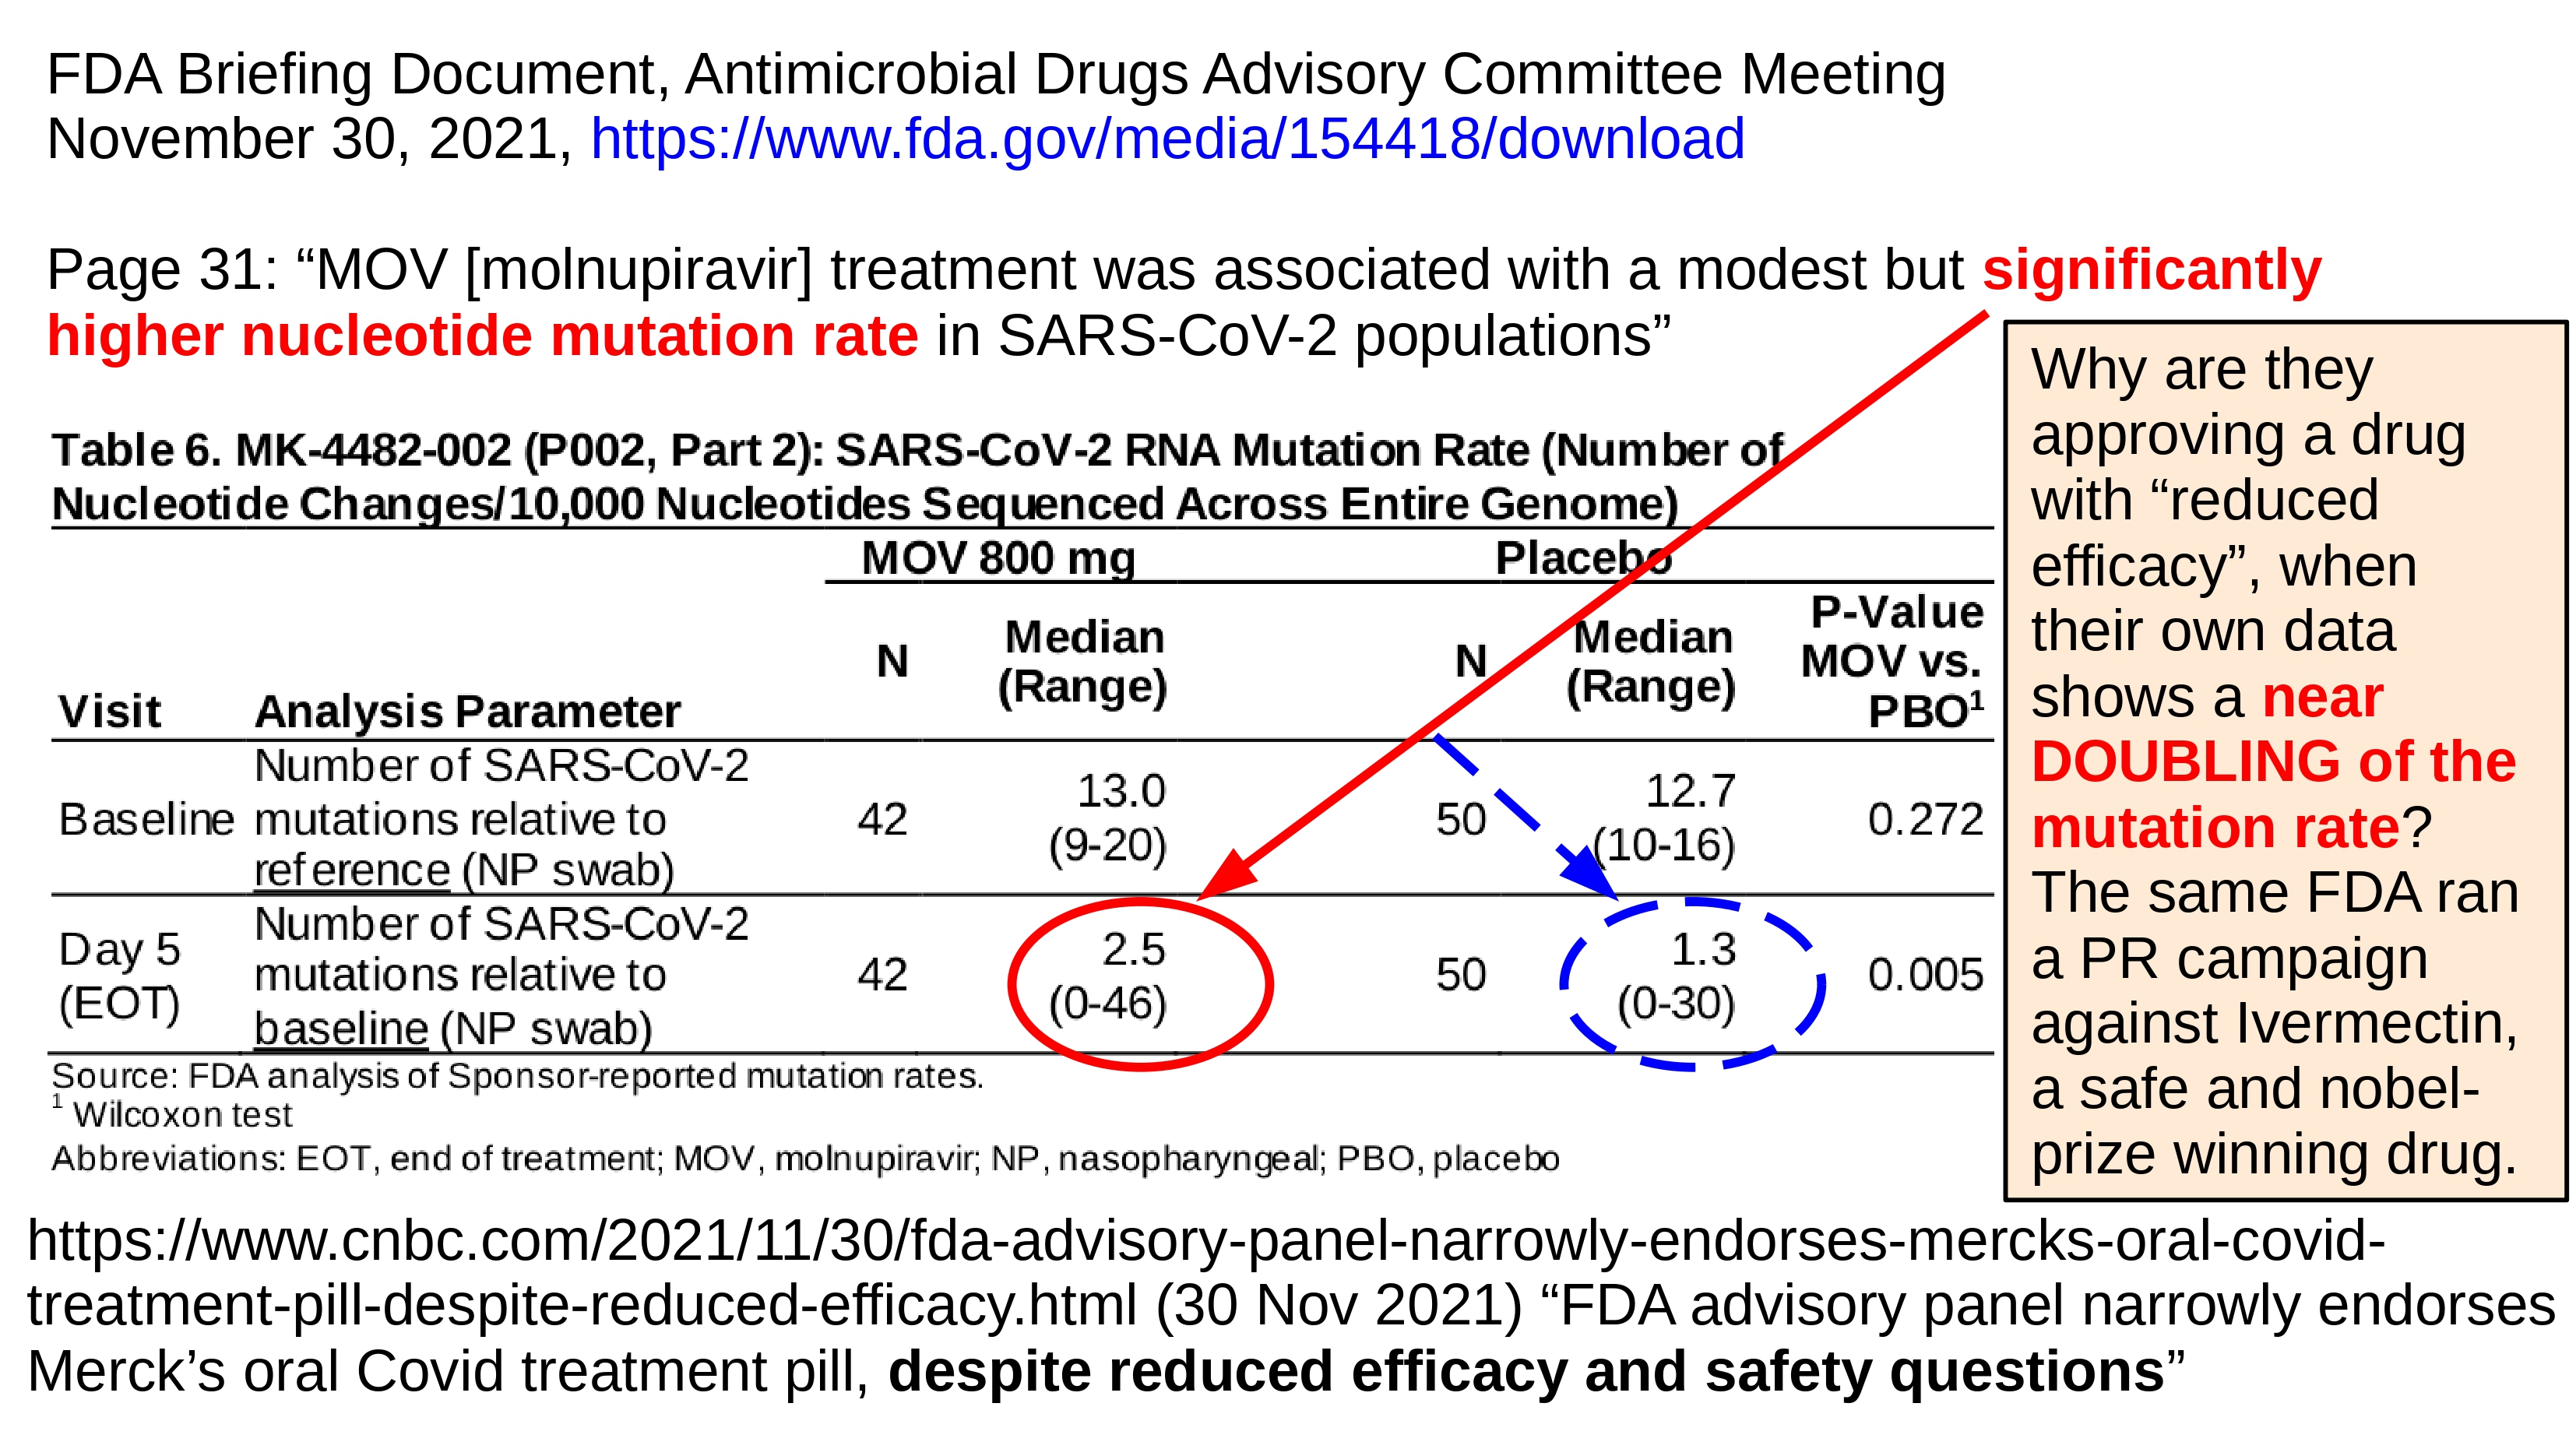 FDA Briefing Document, Antimicrobial Drugs Advisory Committee Meeting
November 30, 2021, https://www.fda.gov/media/154418/download
Page 31: “MOV [molnupiravir] treatment was associated with a modest but significantly
higher nucleotide mutation rate in SARS-CoV-2 populations”
Table 6. MK-4482-002 (P002, Part 2): SARS-CoV-2 RNA Mutation Rate (Number of
Nucleotide Changes/10,000 Nucleotides Sequenced Across Entire Genome)
MOV 800 mg Placebo
Visit Analysis Parameter N Median (Range) N Median (Range) P-Value MOV vs. PBO¹
Baseline Number of SARS-CoV-2 mutations relative to reference (NP swab) 42 13.0 (9-20) 50 12.7 (10-16) 0.272
Day 5 (EOT) Number of SARS-CoV-2 mutations relative to baseline (NP swab) 42 2.5 (0-46) 50 1.3 (0-30) 0.005
Source: FDA analysis of Sponsor-reported mutation rates.
¹ Wilcoxon test
Abbreviations: EOT, end of treatment; MOV, molnupiravir; NP, nasopharyngeal; PBO, placebo
Why are they
approving a drug
with “reduced
efficacy”, when
their own data
shows a near
DOUBLING of the
mutation rate?
The same FDA ran
a PR campaign
against Ivermectin,
a safe and nobel-
prize winning drug.
https://www.cnbc.com/2021/11/30/fda-advisory-panel-narrowly-endorses-mercks-oral-covid-
treatment-pill-despite-reduced-efficacy.html (30 Nov 2021) “FDA advisory panel narrowly endorses
Merck’s oral Covid treatment pill, despite reduced efficacy and safety questions”